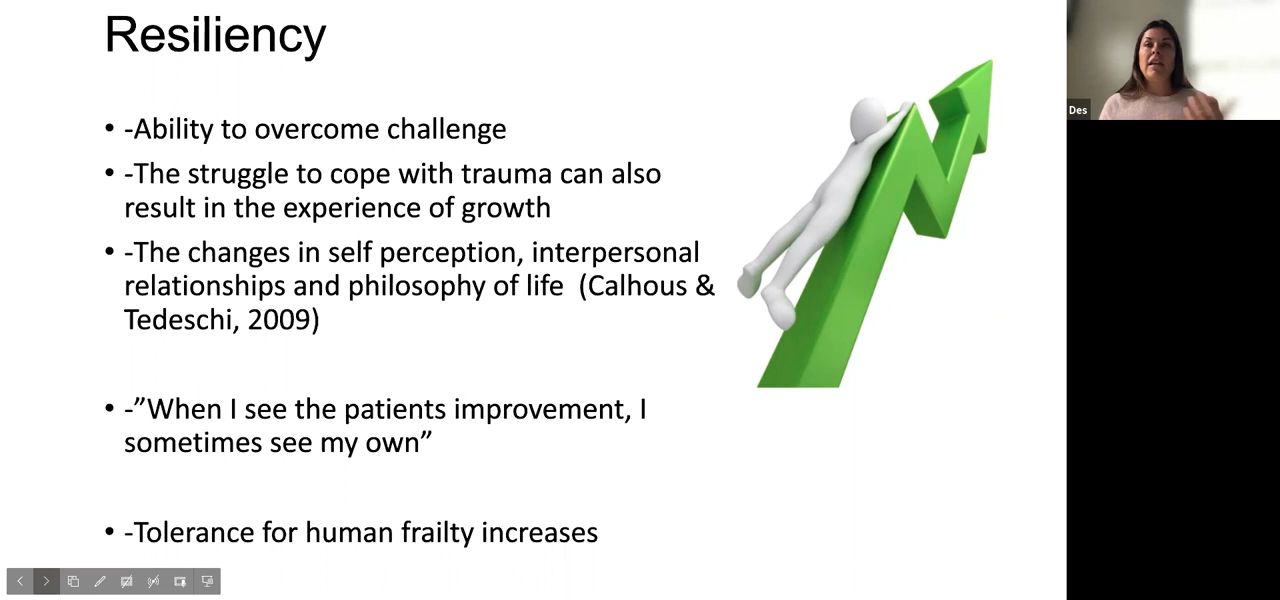 Resiliency
• -Ability to overcome challenge
• -The struggle to cope with trauma can also
result in the experience of growth
• -The changes in self perception, interpersonal
relationships and philosophy of life  (Calhous &
Tedeschi, 2009)
• -”When I see the patients improvement, I
sometimes see my own”
• -Tolerance for human frailty increases
Des